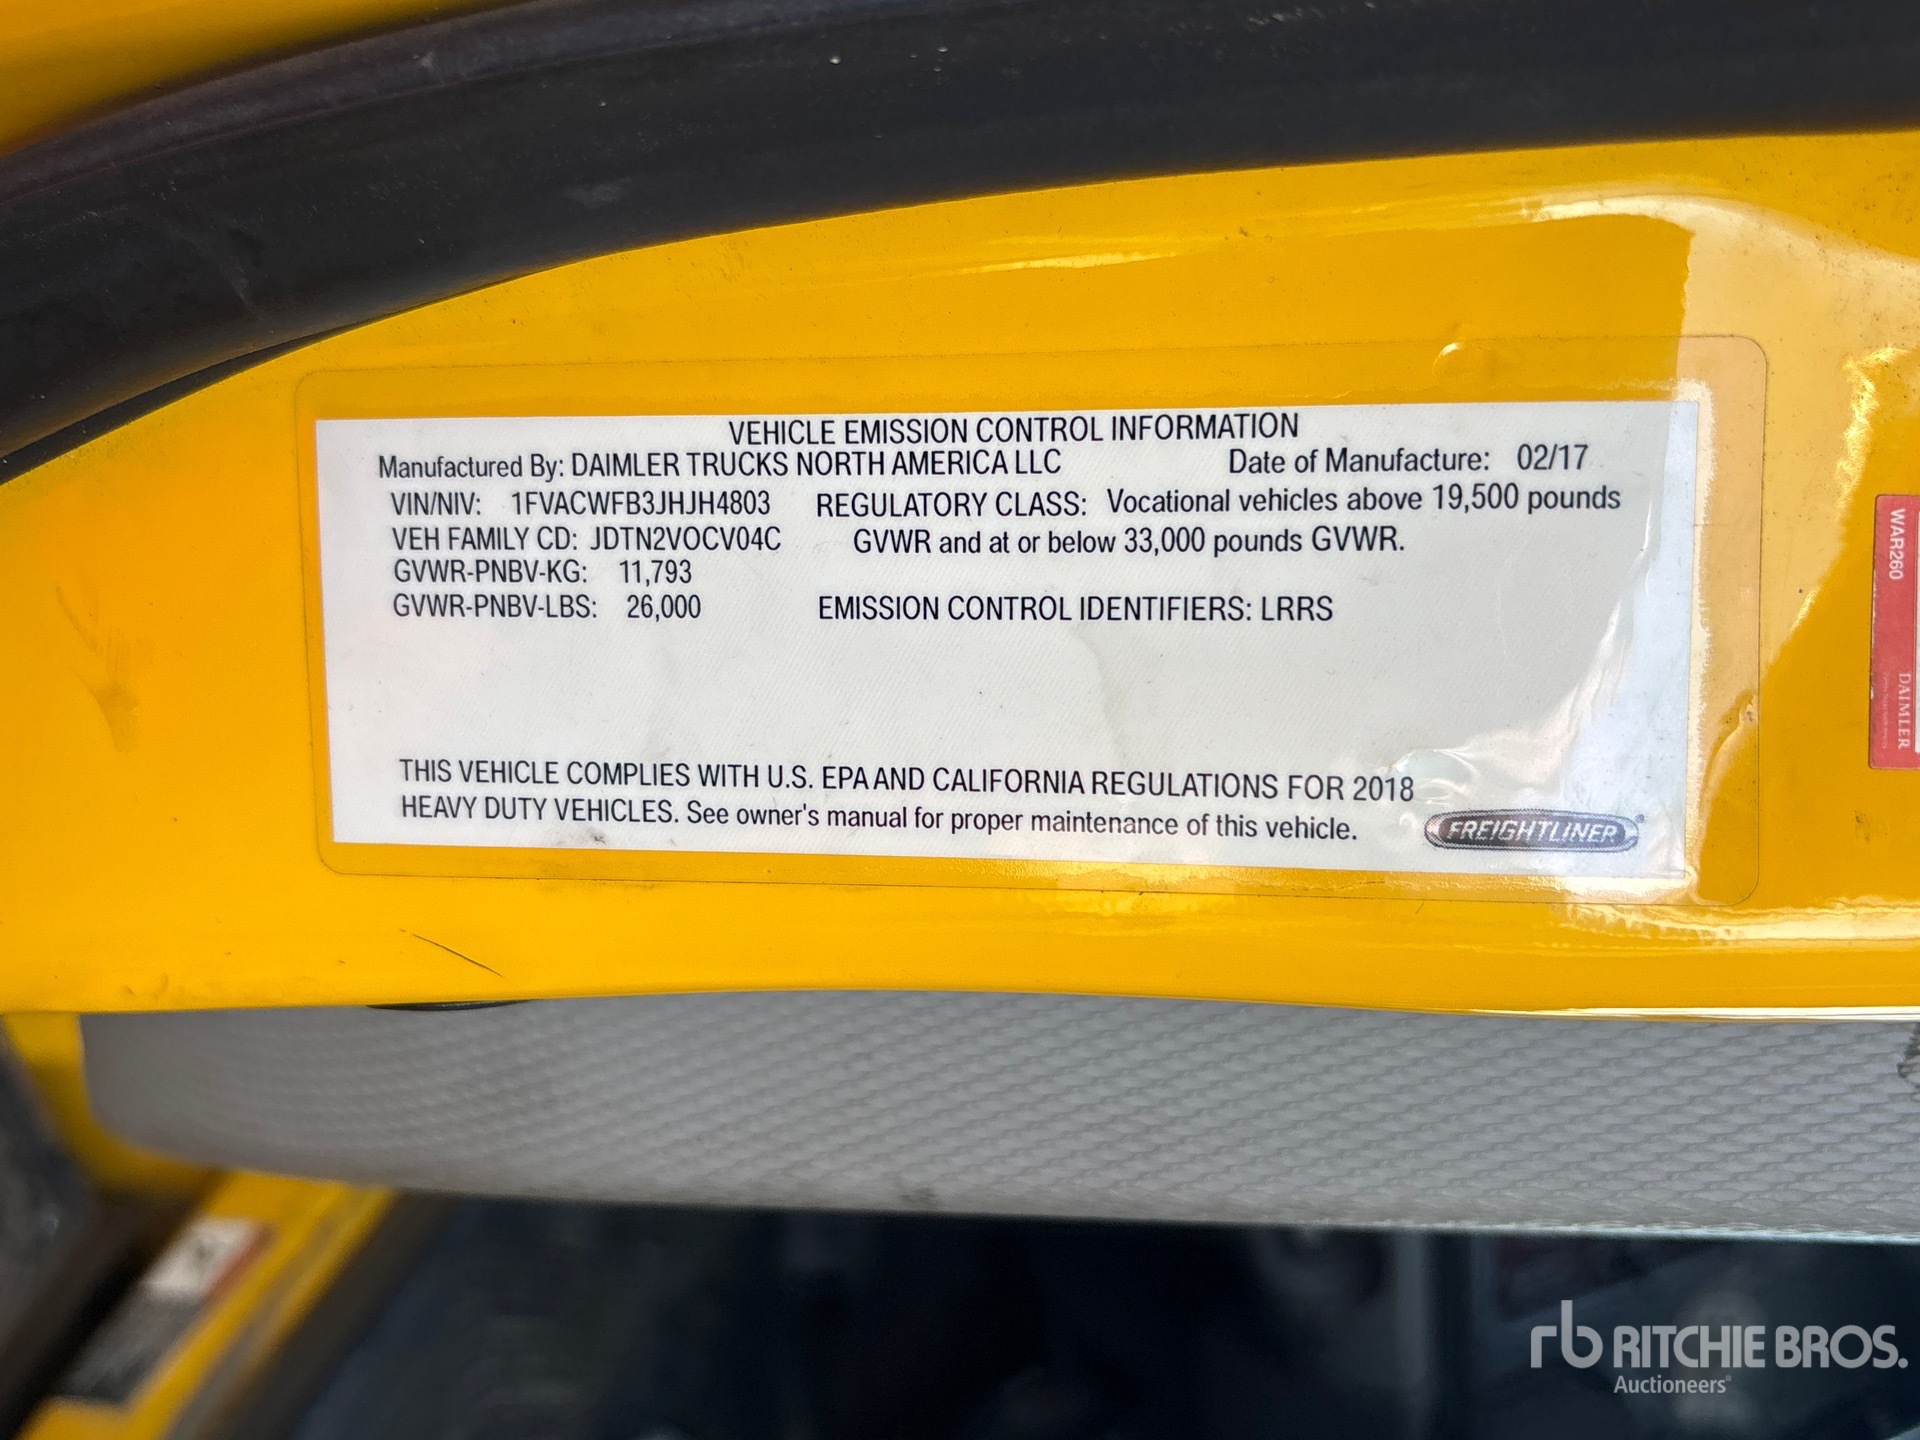 VEHICLE EMISSION CONTROL INFORMATION
Manufactured By: DAIMLER TRUCKS NORTH AMERICA LLC Date of Manufacture: 02/17
VIN/NIV: 1FVACWFB3JHJH4803 REGULATORY CLASS: Vocational vehicles above 19,500 pounds
VEH FAMILY CD: JDTN2VOCV04C GVWR and at or below 33,000 pounds GVWR.
GVWR-PNBV-KG: 11,793
GVWR-PNBV-LBS: 26,000 EMISSION CONTROL IDENTIFIERS: LRRS
THIS VEHICLE COMPLIES WITH U.S. EPA AND CALIFORNIA REGULATIONS FOR 2018
HEAVY DUTY VEHICLES. See owner's manual for proper maintenance of this vehicle.
FREIGHTLINER®
WAR260
DAIMLER
rb RITCHIE BROS.
Auctioneers®